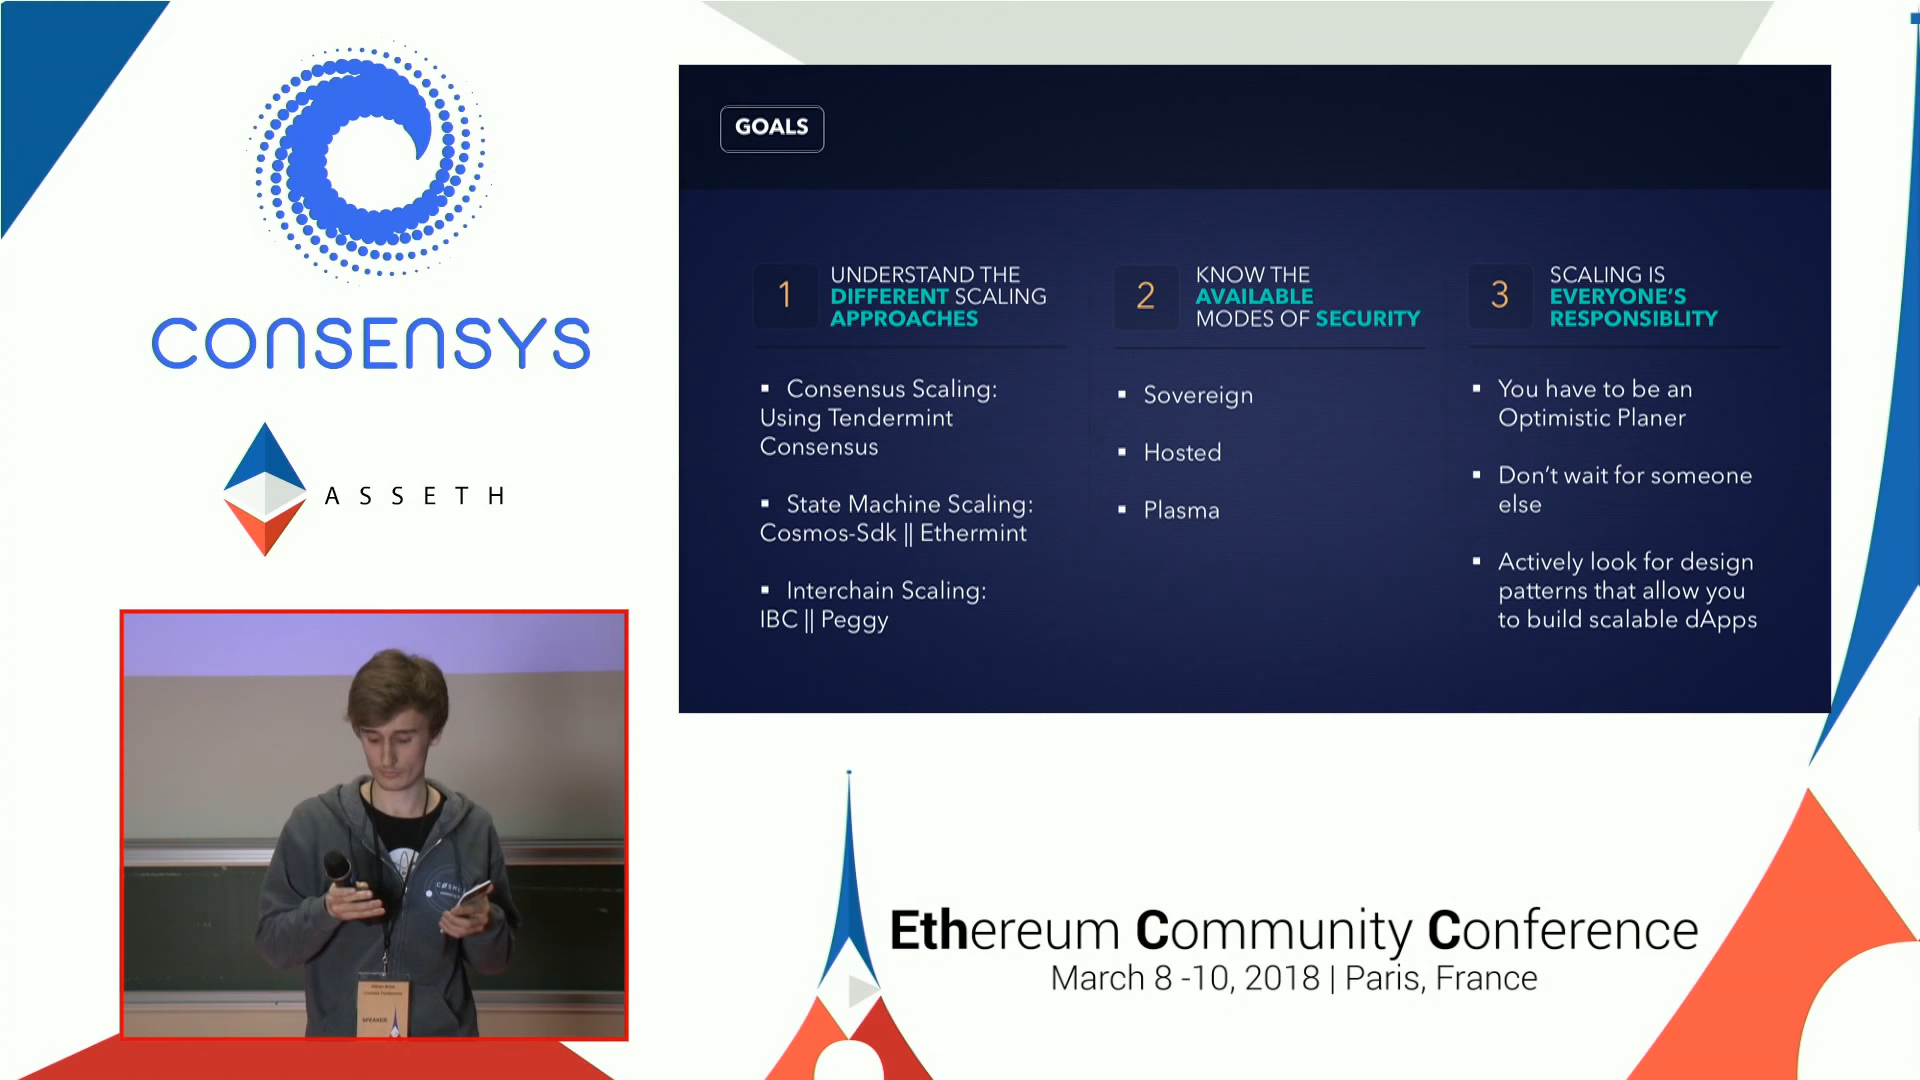 CONSENSYS
ASSETH
GOALS
1
UNDERSTAND THE
DIFFERENT SCALING
APPROACHES
▪ Consensus Scaling:
Using Tendermint
Consensus
▪ State Machine Scaling:
Cosmos-Sdk || Ethermint
▪ Interchain Scaling:
IBC || Peggy
2
KNOW THE
AVAILABLE
MODES OF SECURITY
▪ Sovereign
▪ Hosted
▪ Plasma
3
SCALING IS
EVERYONE'S
RESPONSIBLITY
▪ You have to be an
Optimistic Planer
▪ Don't wait for someone
else
▪ Actively look for design
patterns that allow you
to build scalable dApps
SPEAKER
Ethereum Community Conference
March 8 -10, 2018 | Paris, France